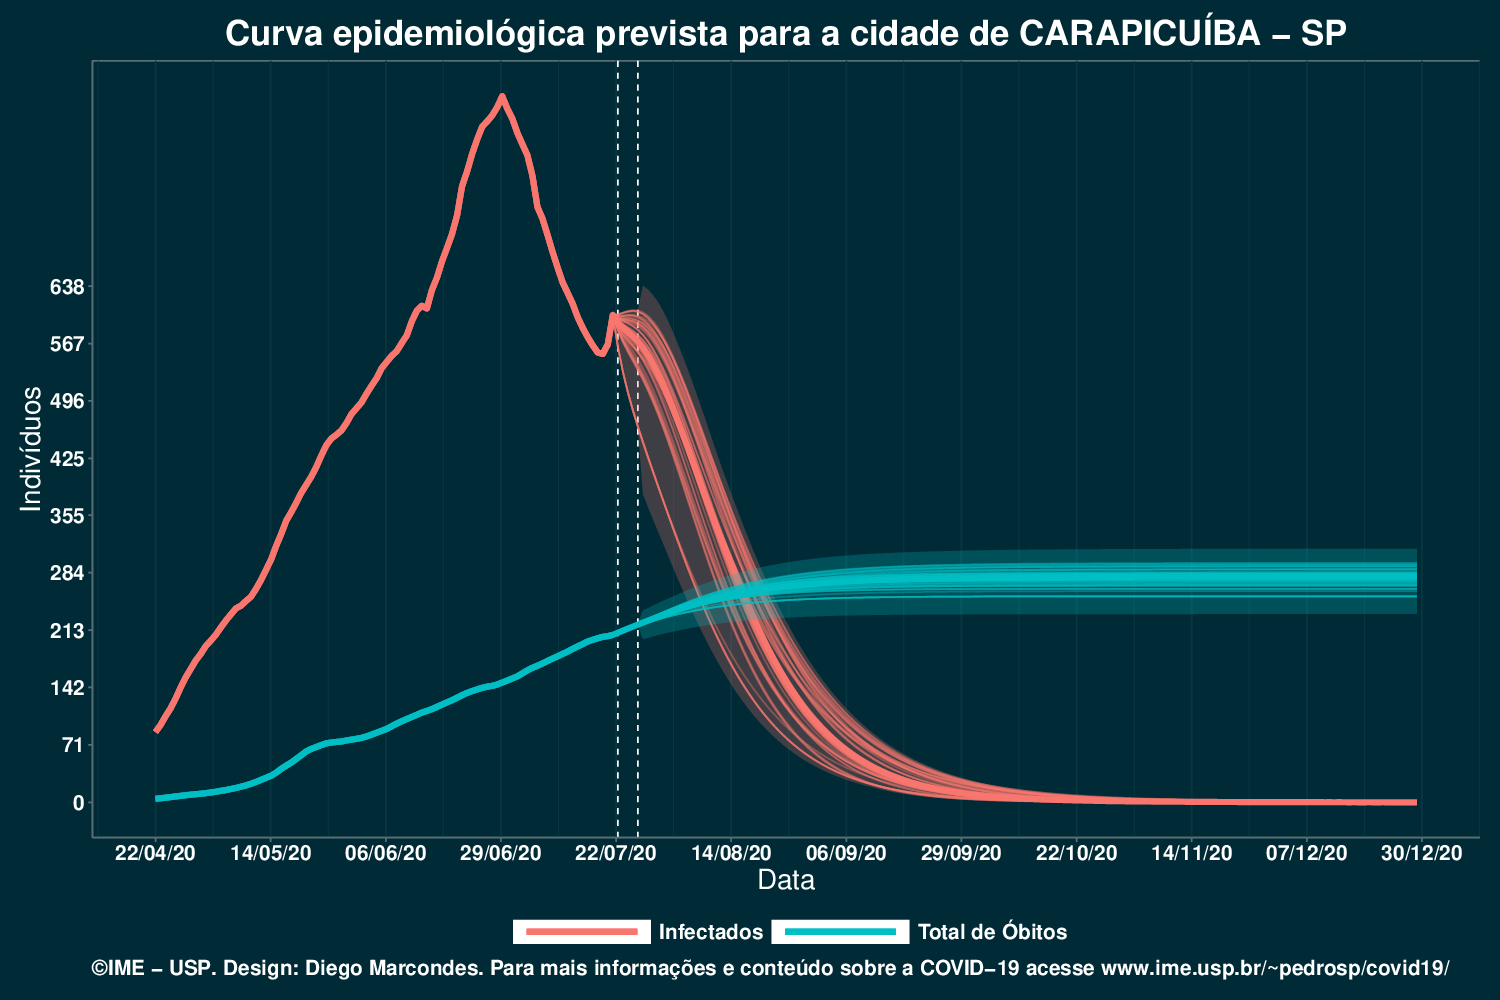 Curva epidemiológica prevista para a cidade de CARAPICUÍBA – SP
Indivíduos
638
567
496
425
355
284
213
142
71
0
22/04/20 14/05/20 06/06/20 29/06/20 22/07/20 14/08/20 06/09/20 29/09/20 22/10/20 14/11/20 07/12/20 30/12/20
Data
Infectados Total de Óbitos
©IME – USP. Design: Diego Marcondes. Para mais informações e conteúdo sobre a COVID–19 acesse www.ime.usp.br/~pedrosp/covid19/